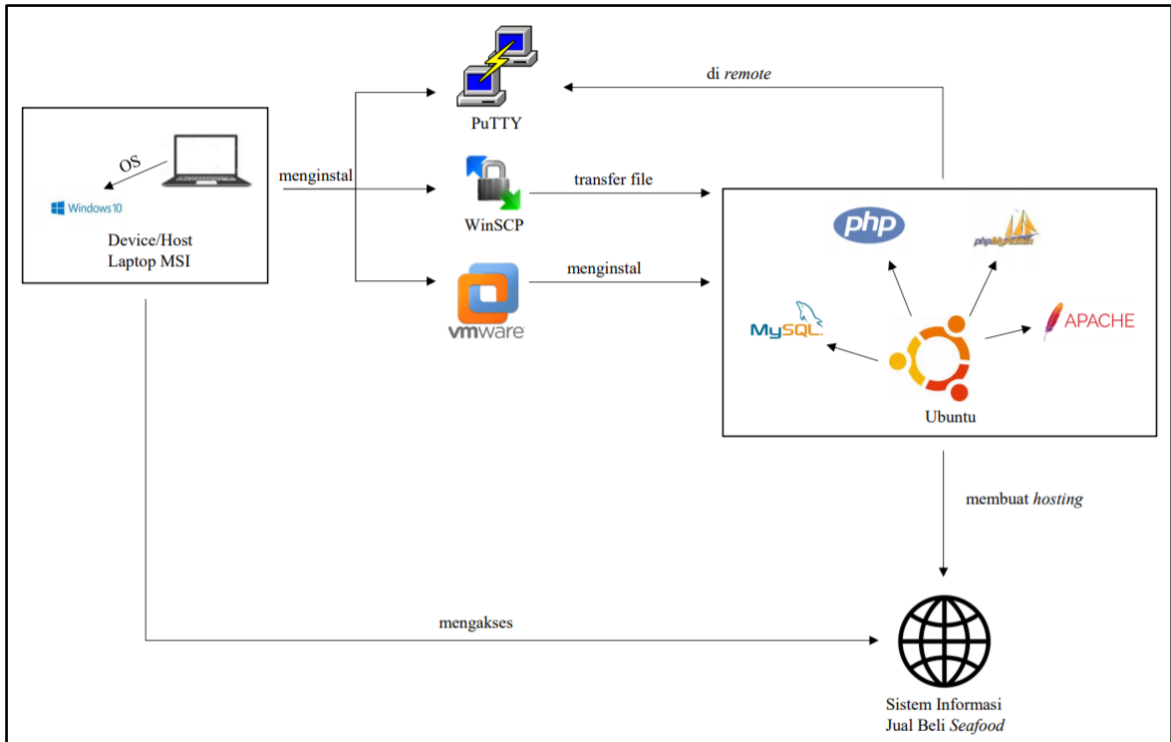 di remote
PuTTY
OS
Windows 10
Device/Host
Laptop MSI
menginstal
transfer file
WinSCP
menginstal
vmware
php
phpMyAdmin
MySQL
APACHE
Ubuntu
membuat hosting
mengakses
Sistem Informasi
Jual Beli Seafood